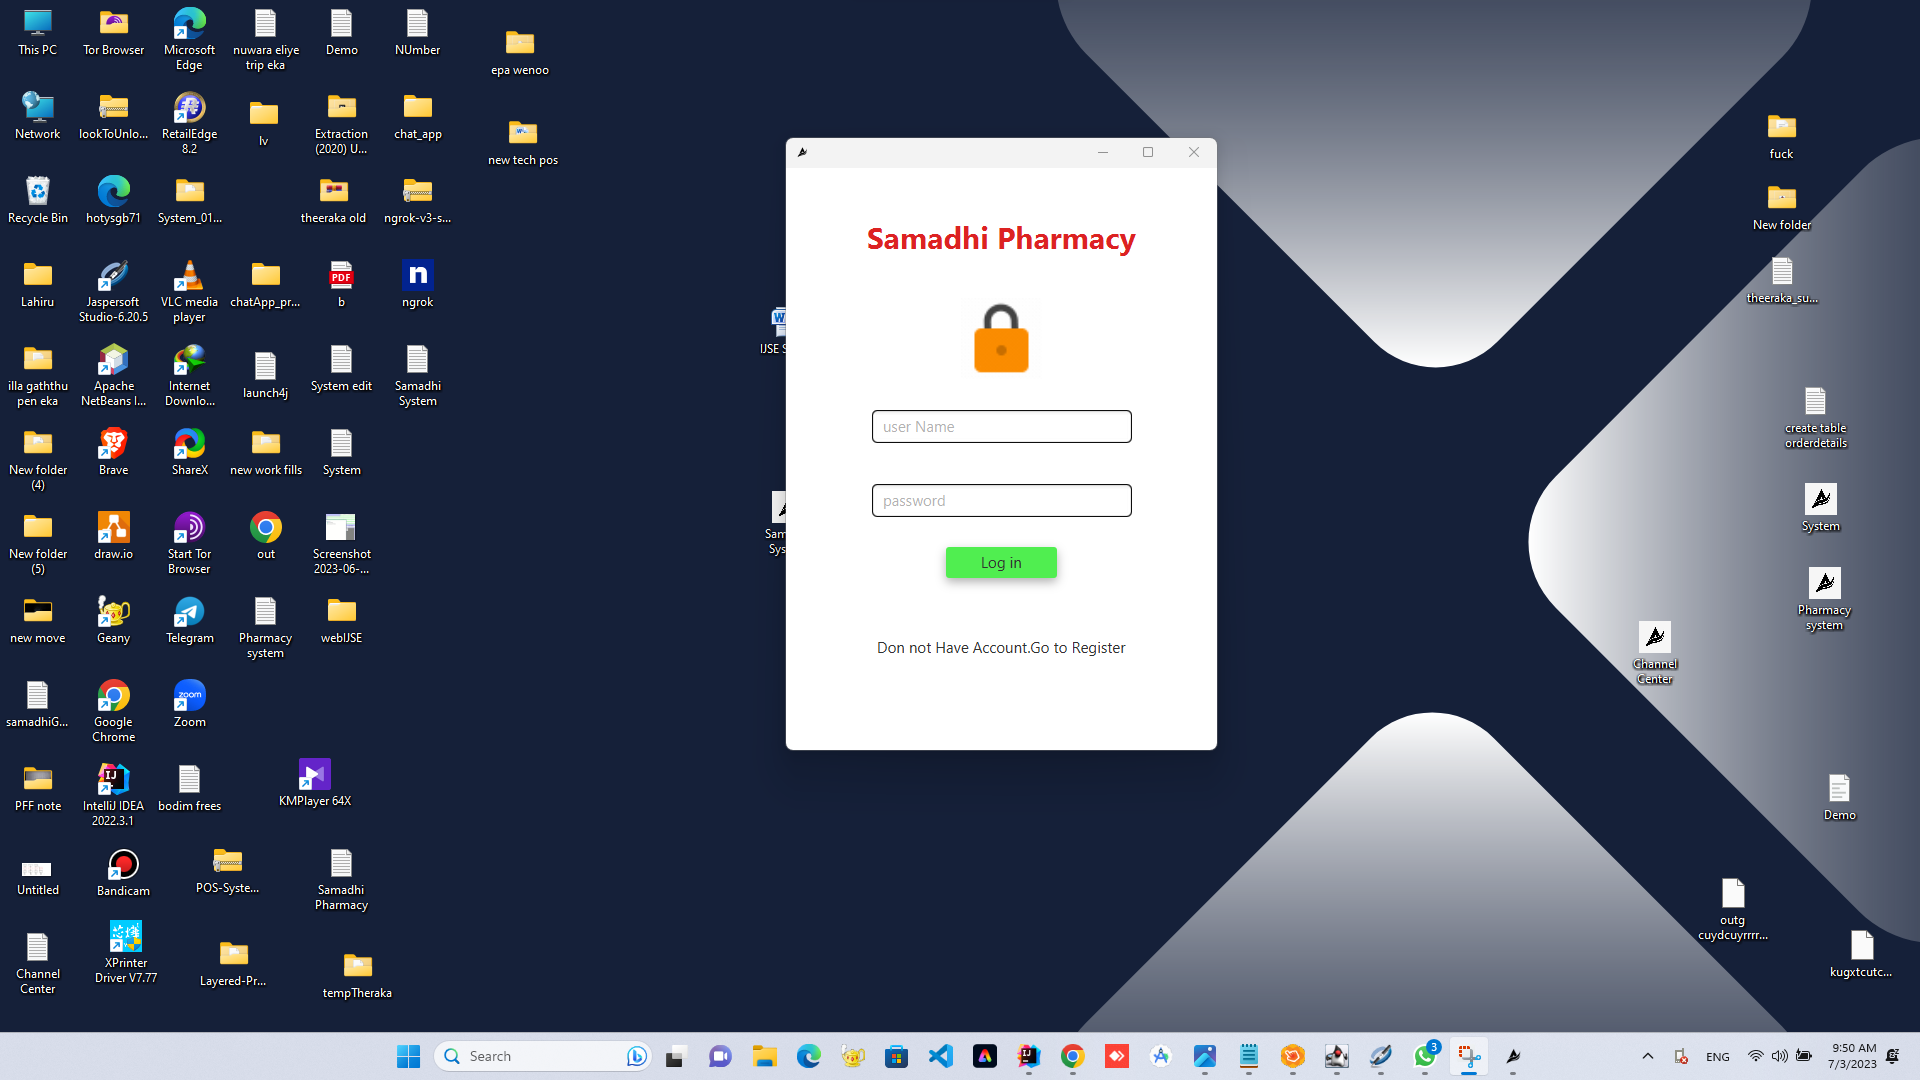 This PC
Tor Browser
Microsoft
Edge
nuwara eliye
trip eka
Demo
NUmber
epa wenoo
Network
lookToUnlo...
RetailEdge
8.2
lv
Extraction
(2020) U...
chat_app
new tech pos
Recycle Bin
hotysgb71
System_01...
theeraka old
ngrok-v3-s...
Lahiru
Jaspersoft
Studio-6.20.5
VLC media
player
chatApp_pr...
PDF
b
n
ngrok
illa gaththu
pen eka
Apache
NetBeans I...
Internet
Downlo...
launch4j
System edit
Samadhi
System
New folder
(4)
Brave
ShareX
new work fills
System
New folder
(5)
draw.io
Start Tor
Browser
out
Screenshot
2023-06-...
new move
Geany
Telegram
Pharmacy
system
webIJSE
samadhiG...
Google
Chrome
zoom
Zoom
PFF note
IJ
IntelliJ IDEA
2022.3.1
bodim frees
KMPlayer 64X
Untitled
Bandicam
POS-Syste...
Samadhi
Pharmacy
Channel
Center
芯烨
XPrinter
Driver V7.77
Layered-Pr...
tempTheraka
W
IJSE S
Sam
Sys
Samadhi Pharmacy
user Name
password
Log in
Don not Have Account.Go to Register
fuck
New folder
theeraka_su...
create table
orderdetails
System
Pharmacy
system
Channel
Center
Demo
outg
cuydcuyrrrr...
kugxtcutc...
Search
IJ
3
ENG
9:50 AM
7/3/2023